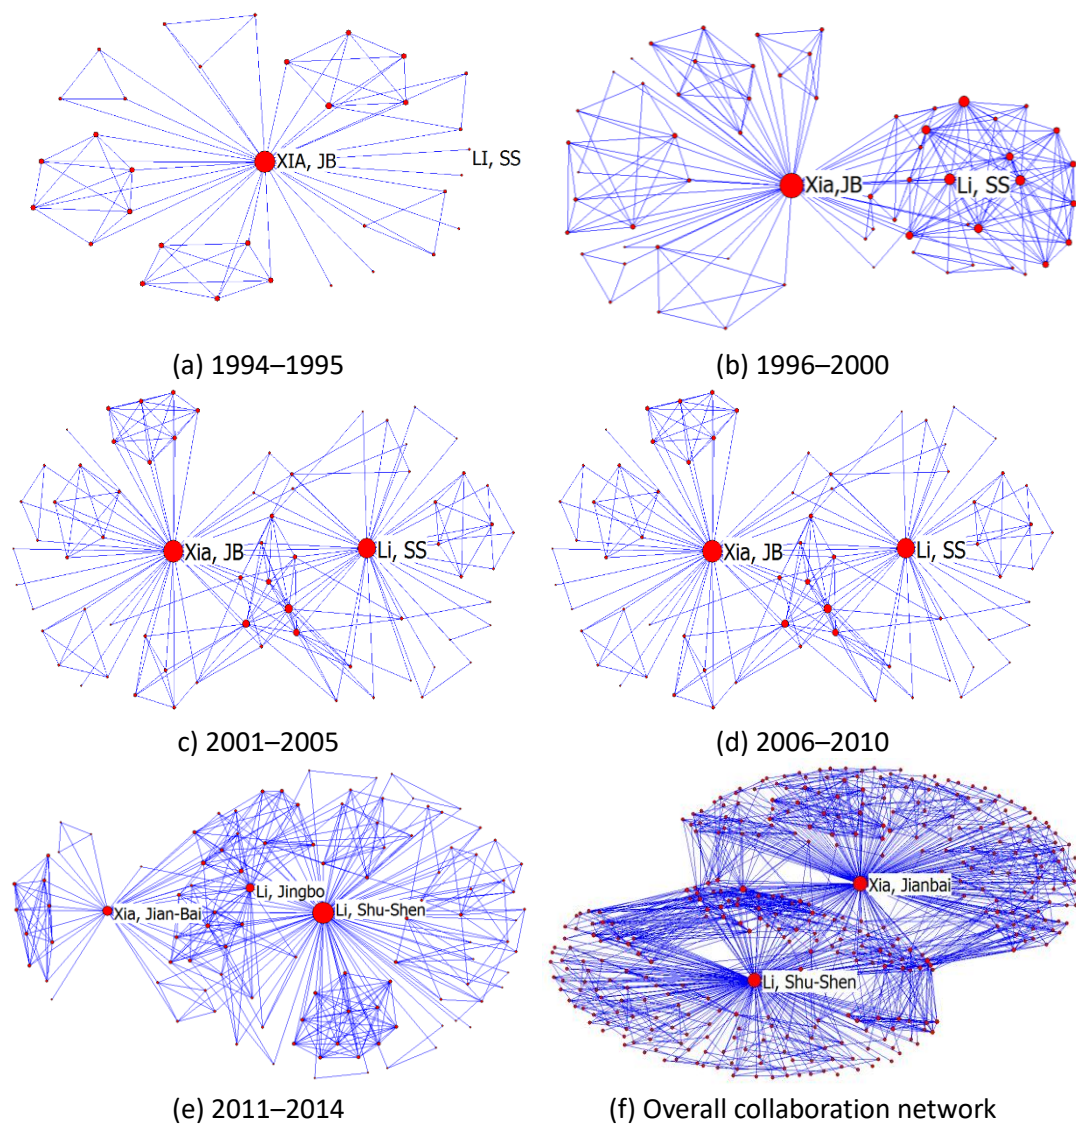 XIA, JB
LI, SS
Xia,JB
Li, SS
(a) 1994–1995
(b) 1996–2000
Xia, JB
Li, SS
Xia, JB
Li, SS
c) 2001–2005
(d) 2006–2010
Li, Jingbo
Xia, Jian-Bai
Li, Shu-Shen
Xia, Jianbai
Li, Shu-Shen
(e) 2011–2014
(f) Overall collaboration network